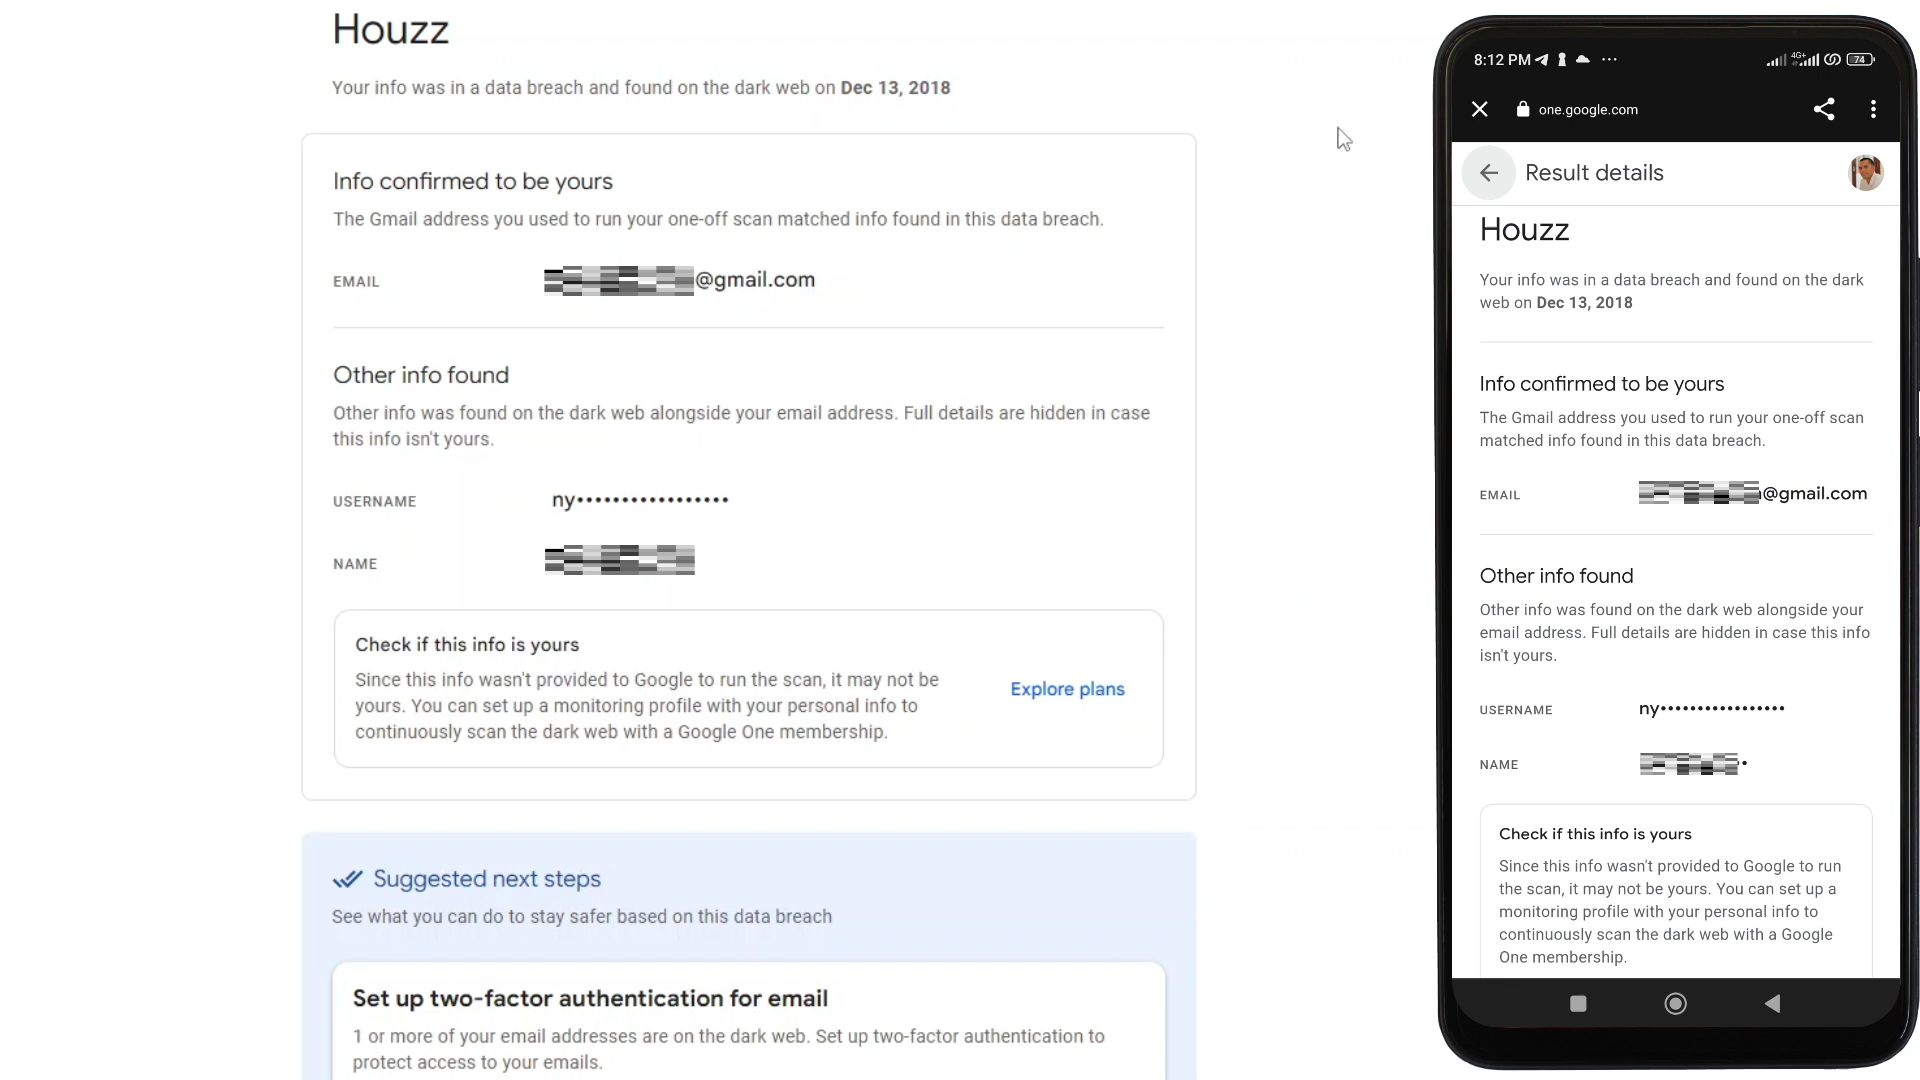 Houzz
Your info was in a data breach and found on the dark web on Dec 13, 2018
Info confirmed to be yours
The Gmail address you used to run your one-off scan matched info found in this data breach.
EMAIL @gmail.com
Other info found
Other info was found on the dark web alongside your email address. Full details are hidden in case
this info isn't yours.
USERNAME ny•••••••••••••••••
NAME
Check if this info is yours
Since this info wasn't provided to Google to run the scan, it may not be
yours. You can set up a monitoring profile with your personal info to
continuously scan the dark web with a Google One membership.
Explore plans
Suggested next steps
See what you can do to stay safer based on this data breach
Set up two-factor authentication for email
1 or more of your email addresses are on the dark web. Set up two-factor authentication to
protect access to your emails.
8:12 PM 4G+ 74
one.google.com
Result details
Houzz
Your info was in a data breach and found on the dark
web on Dec 13, 2018
Info confirmed to be yours
The Gmail address you used to run your one-off scan
matched info found in this data breach.
EMAIL @gmail.com
Other info found
Other info was found on the dark web alongside your
email address. Full details are hidden in case this info
isn't yours.
USERNAME ny•••••••••••••••••
NAME
Check if this info is yours
Since this info wasn't provided to Google to run
the scan, it may not be yours. You can set up a
monitoring profile with your personal info to
continuously scan the dark web with a Google
One membership.